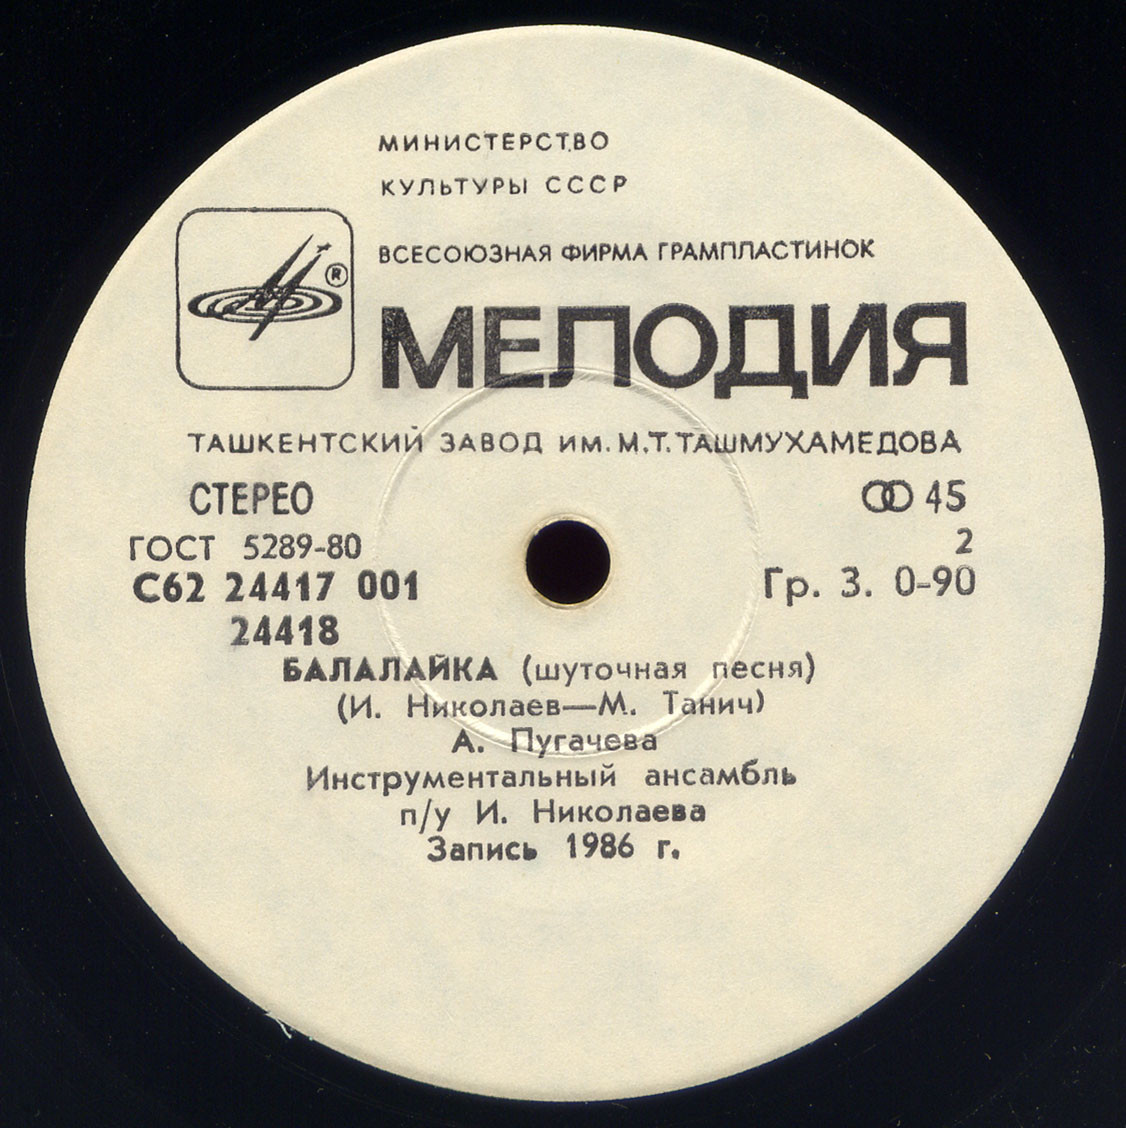 МИНИСТЕРСТВО
КУЛЬТУРЫ СССР
ВСЕСОЮЗНАЯ ФИРМА ГРАМПЛАСТИНОК
®
МЕЛОДИЯ
ТАШКЕНТСКИЙ ЗАВОД ИМ. М.Т.ТАШМУХАМЕДОВА
СТЕРЕО 45
ГОСТ 5289-80 2
С62 24417 001 Гр. 3. 0-90
24418
БАЛАЛАЙКА (шуточная песня)
(И. Николаев—М. Танич)
А. Пугачева
Инструментальный ансамбль
п/у И. Николаева
Запись 1986 г.